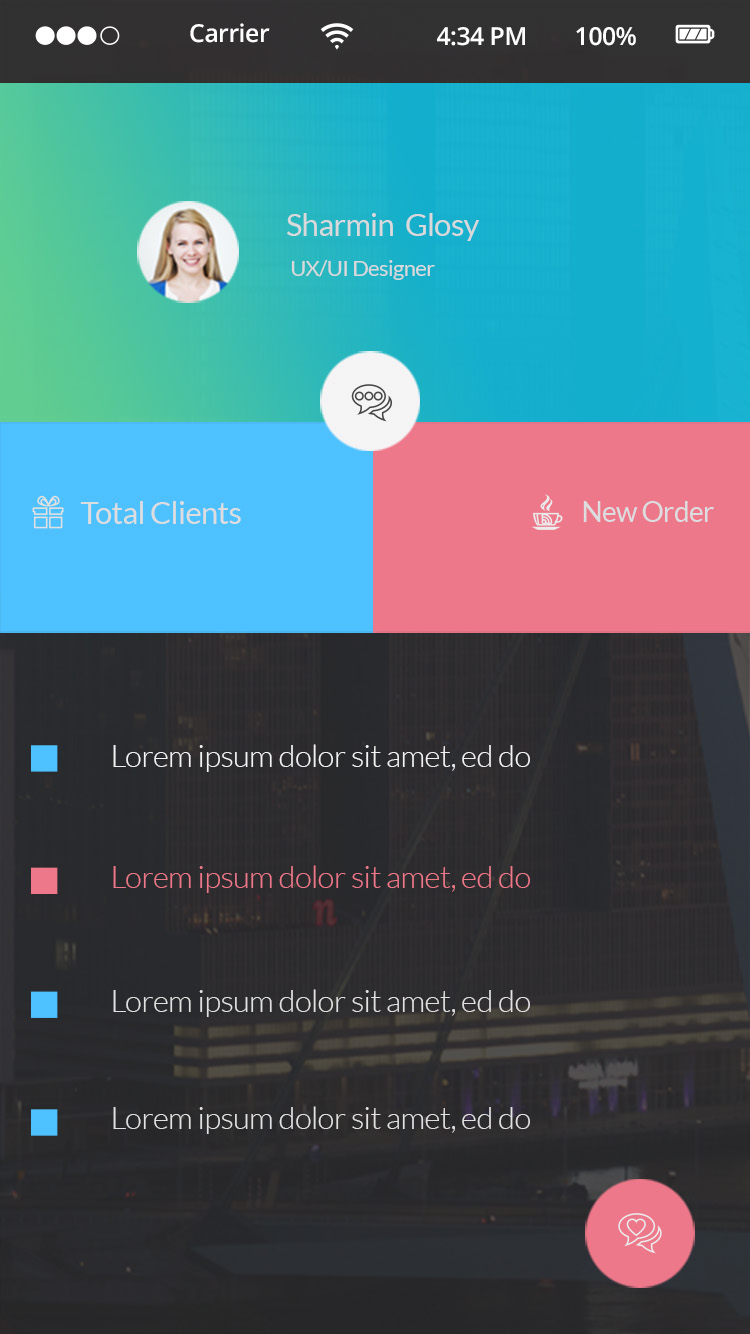 Carrier 4:34 PM 100%
Sharmin Glosy
UX/UI Designer
Total Clients
New Order
Lorem ipsum dolor sit amet, ed do
Lorem ipsum dolor sit amet, ed do
n
Lorem ipsum dolor sit amet, ed do
Lorem ipsum dolor sit amet, ed do